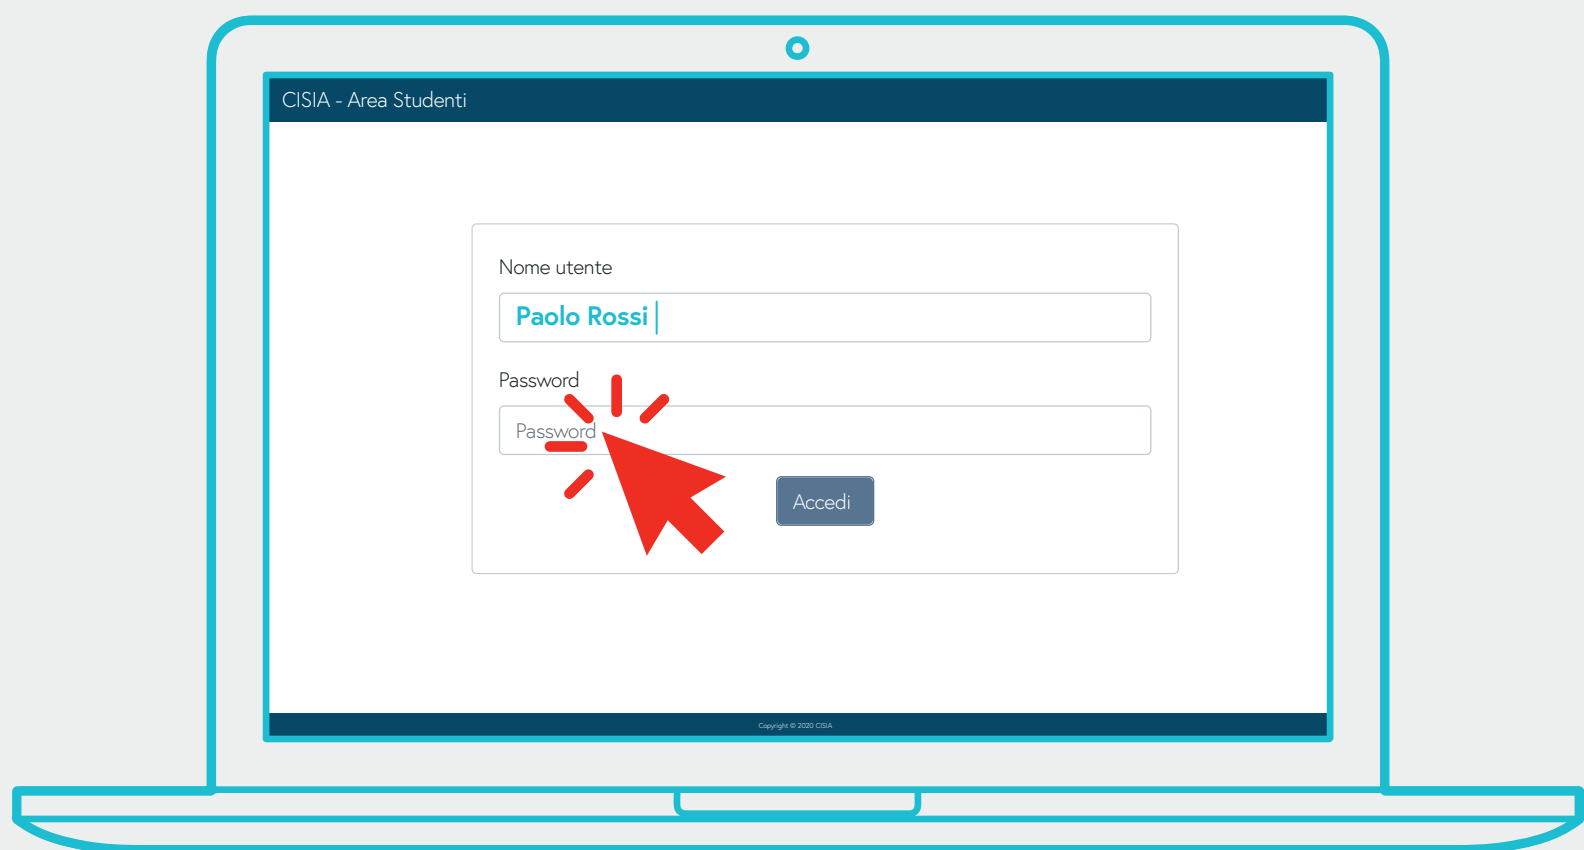 CISIA - Area Studenti
Nome utente
Paolo Rossi
Password
Password
Accedi
Copyright © 2020 CISIA